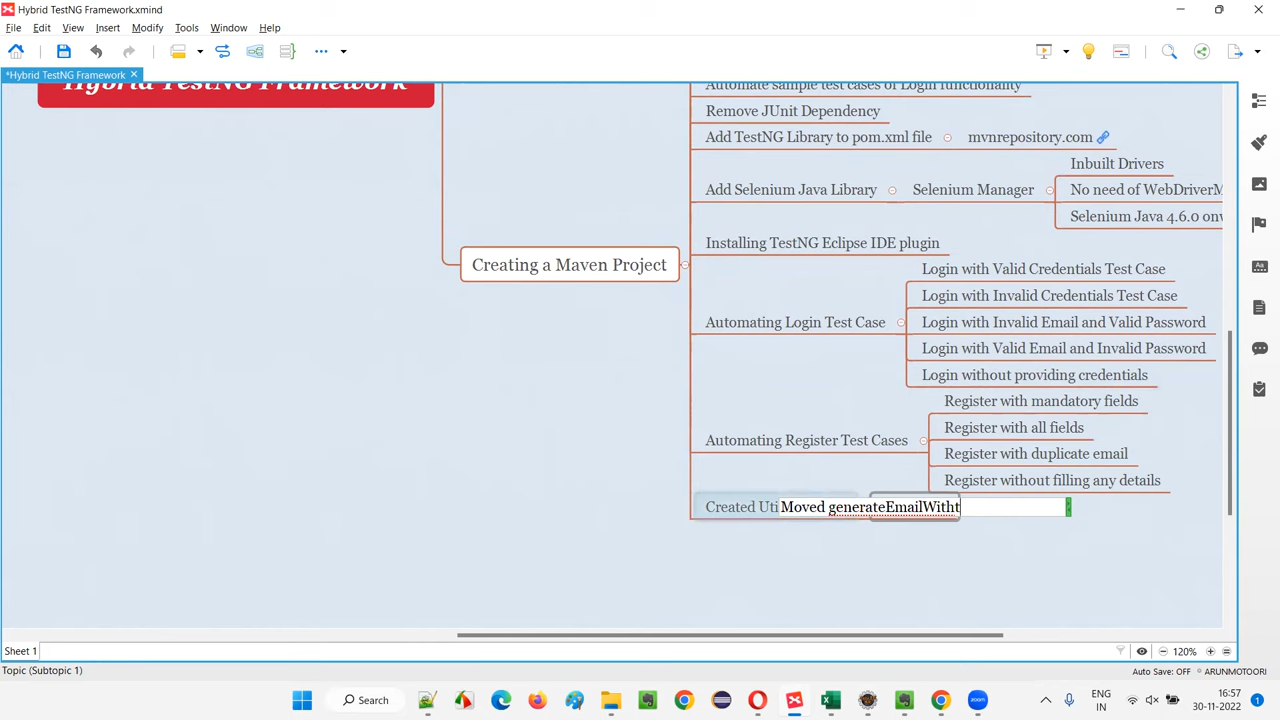 Hybrid TestNG Framework.xmind
File Edit View Insert Modify Tools Window Help
*Hybrid TestNG Framework
Hybrid TestNG Framework
Automate sample test cases of Login functionality
Remove JUnit Dependency
Add TestNG Library to pom.xml file mvnrepository.com
Inbuilt Drivers
Add Selenium Java Library Selenium Manager No need of WebDriverM
Selenium Java 4.6.0 onv
Installing TestNG Eclipse IDE plugin
Creating a Maven Project
Login with Valid Credentials Test Case
Login with Invalid Credentials Test Case
Automating Login Test Case Login with Invalid Email and Valid Password
Login with Valid Email and Invalid Password
Login without providing credentials
Register with mandatory fields
Register with all fields
Automating Register Test Cases
Register with duplicate email
Register without filling any details
Created Uti Moved generateEmailWitht
Sheet 1 120%
Topic (Subtopic 1) Auto Save: OFF ARUNMOTOORI
Search ENG IN 16:57 30-11-2022 1